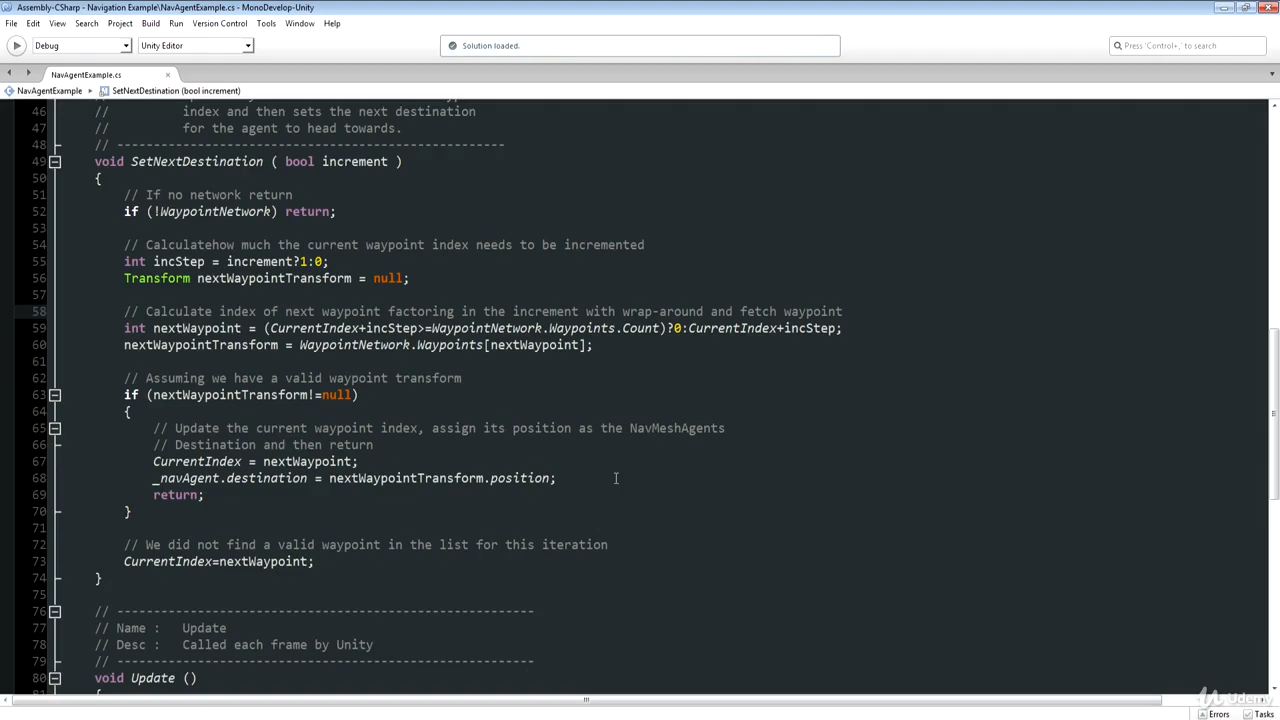 Assembly-CSharp - Navigation Example\NavAgentExample.cs - MonoDevelop-Unity
File Edit View Search Project Build Run Version Control Tools Window Help
Debug Unity Editor Solution loaded. Press 'Control+,' to search
NavAgentExample.cs
NavAgentExample SetNextDestination (bool increment)
46 // index and then sets the next destination
47 // for the agent to head towards.
48 // -----------------------------------------------------
49 void SetNextDestination ( bool increment )
50 {
51 // If no network return
52 if (!WaypointNetwork) return;
53
54 // Calculatehow much the current waypoint index needs to be incremented
55 int incStep = increment?1:0;
56 Transform nextWaypointTransform = null;
57
58 // Calculate index of next waypoint factoring in the increment with wrap-around and fetch waypoint
59 int nextWaypoint = (CurrentIndex+incStep>=WaypointNetwork.Waypoints.Count)?0:CurrentIndex+incStep;
60 nextWaypointTransform = WaypointNetwork.Waypoints[nextWaypoint];
61
62 // Assuming we have a valid waypoint transform
63 if (nextWaypointTransform!=null)
64 {
65 // Update the current waypoint index, assign its position as the NavMeshAgents
66 // Destination and then return
67 CurrentIndex = nextWaypoint;
68 _navAgent.destination = nextWaypointTransform.position;
69 return;
70 }
71
72 // We did not find a valid waypoint in the list for this iteration
73 CurrentIndex=nextWaypoint;
74 }
75
76 // ---------------------------------------------------------
77 // Name : Update
78 // Desc : Called each frame by Unity
79 // ---------------------------------------------------------
80 void Update ()
81 {
Udemy
Errors Tasks